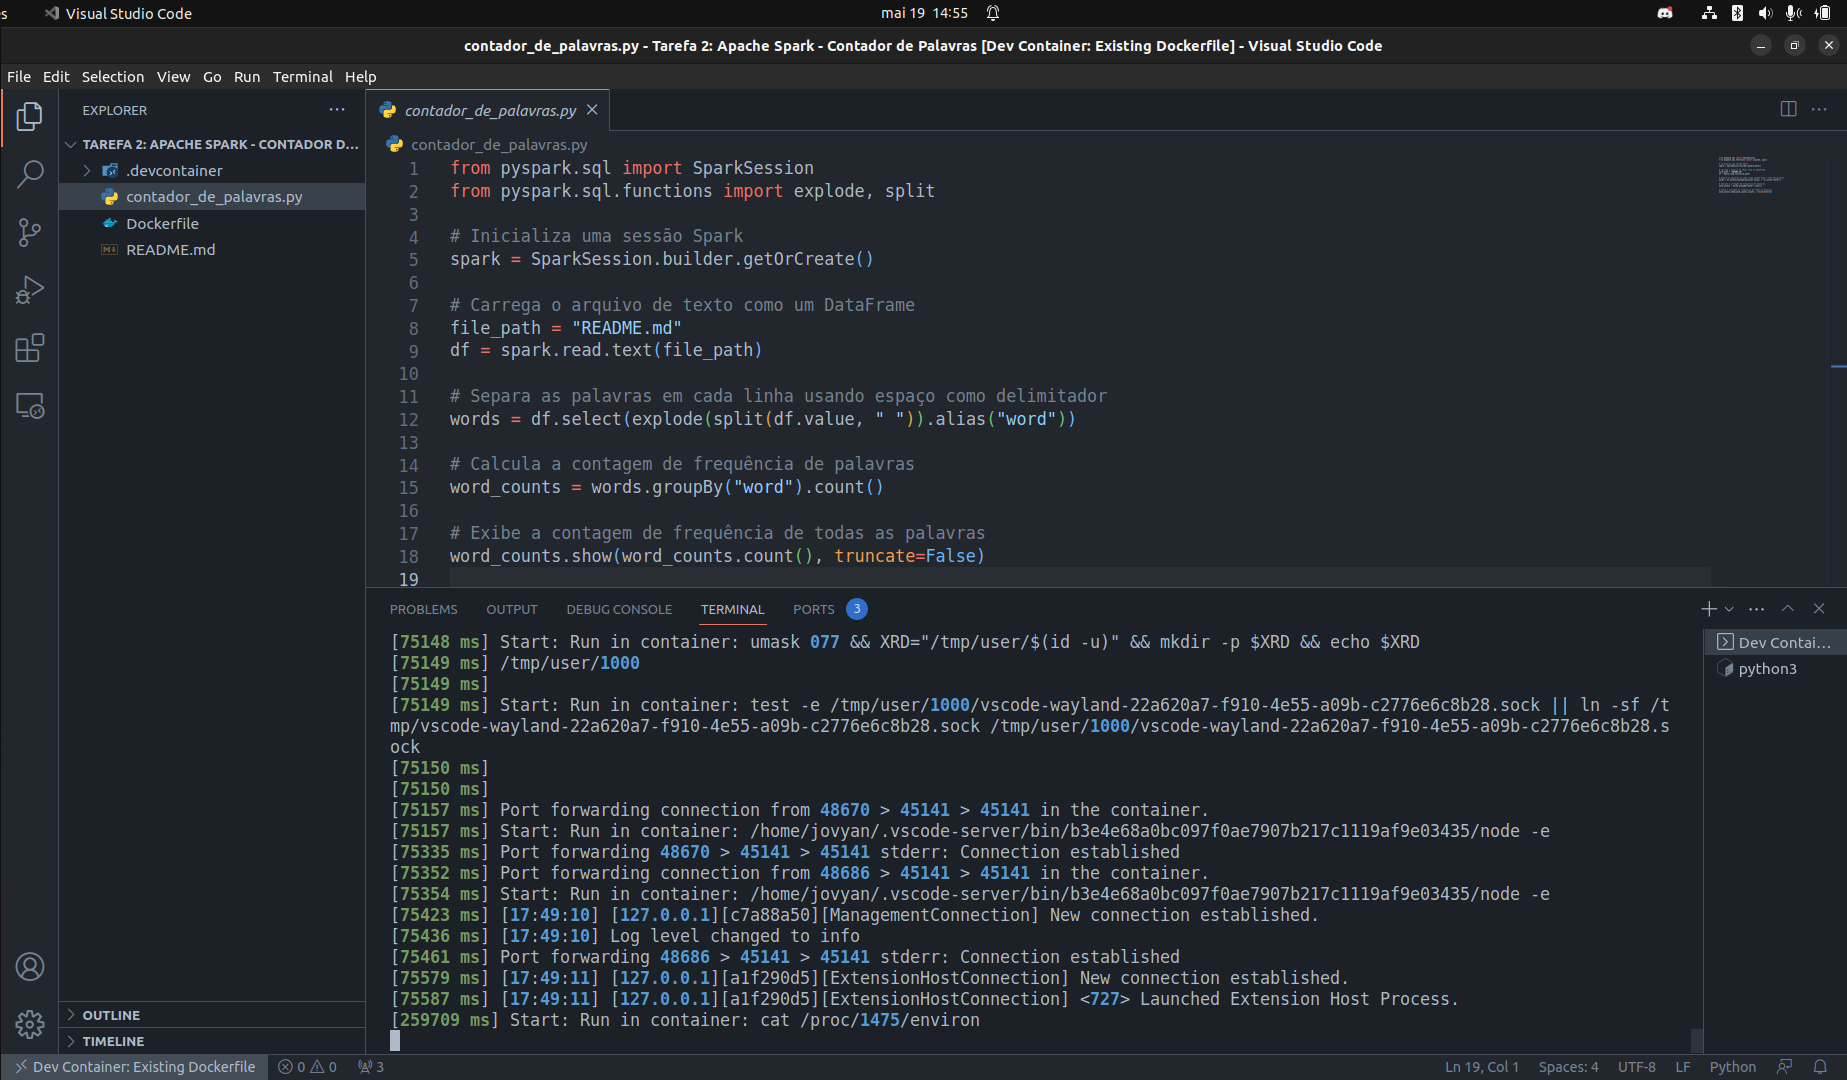 Visual Studio Code
mai 19 14:55
contador_de_palavras.py - Tarefa 2: Apache Spark - Contador de Palavras [Dev Container: Existing Dockerfile] - Visual Studio Code
File Edit Selection View Go Run Terminal Help
EXPLORER
TAREFA 2: APACHE SPARK - CONTADOR D...
.devcontainer
contador_de_palavras.py
Dockerfile
README.md
OUTLINE
TIMELINE
contador_de_palavras.py
contador_de_palavras.py
1 from pyspark.sql import SparkSession
2 from pyspark.sql.functions import explode, split
3
4 # Inicializa uma sessão Spark
5 spark = SparkSession.builder.getOrCreate()
6
7 # Carrega o arquivo de texto como um DataFrame
8 file_path = "README.md"
9 df = spark.read.text(file_path)
10
11 # Separa as palavras em cada linha usando espaço como delimitador
12 words = df.select(explode(split(df.value, " ")).alias("word"))
13
14 # Calcula a contagem de frequência de palavras
15 word_counts = words.groupBy("word").count()
16
17 # Exibe a contagem de frequência de todas as palavras
18 word_counts.show(word_counts.count(), truncate=False)
19
PROBLEMS OUTPUT DEBUG CONSOLE TERMINAL PORTS 3
[75148 ms] Start: Run in container: umask 077 && XRD="/tmp/user/$(id -u)" && mkdir -p $XRD && echo $XRD
[75149 ms] /tmp/user/1000
[75149 ms]
[75149 ms] Start: Run in container: test -e /tmp/user/1000/vscode-wayland-22a620a7-f910-4e55-a09b-c2776e6c8b28.sock || ln -sf /t
mp/vscode-wayland-22a620a7-f910-4e55-a09b-c2776e6c8b28.sock /tmp/user/1000/vscode-wayland-22a620a7-f910-4e55-a09b-c2776e6c8b28.s
ock
[75150 ms]
[75150 ms]
[75157 ms] Port forwarding connection from 48670 > 45141 > 45141 in the container.
[75157 ms] Start: Run in container: /home/jovyan/.vscode-server/bin/b3e4e68a0bc097f0ae7907b217c1119af9e03435/node -e
[75335 ms] Port forwarding 48670 > 45141 > 45141 stderr: Connection established
[75352 ms] Port forwarding connection from 48686 > 45141 > 45141 in the container.
[75354 ms] Start: Run in container: /home/jovyan/.vscode-server/bin/b3e4e68a0bc097f0ae7907b217c1119af9e03435/node -e
[75423 ms] [17:49:10] [127.0.0.1][c7a88a50][ManagementConnection] New connection established.
[75436 ms] [17:49:10] Log level changed to info
[75461 ms] Port forwarding 48686 > 45141 > 45141 stderr: Connection established
[75579 ms] [17:49:11] [127.0.0.1][a1f290d5][ExtensionHostConnection] New connection established.
[75587 ms] [17:49:11] [127.0.0.1][a1f290d5][ExtensionHostConnection] <727> Launched Extension Host Process.
[259709 ms] Start: Run in container: cat /proc/1475/environ
Dev Contai...
python3
Dev Container: Existing Dockerfile 0 0 3 Ln 19, Col 1 Spaces: 4 UTF-8 LF Python